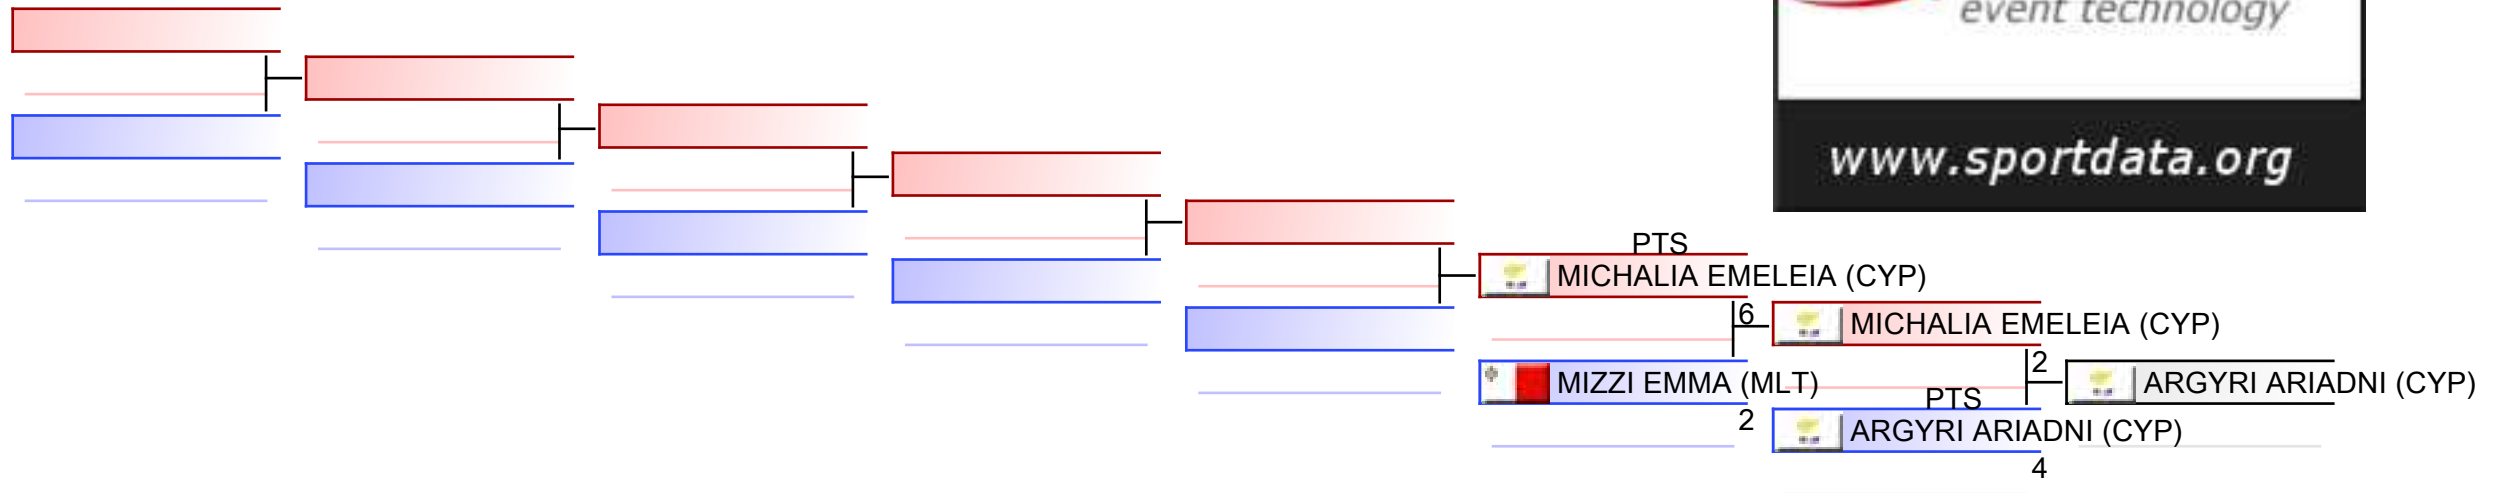 event technology
www.sportdata.org
PTS
MICHALIA EMELEIA (CYP)
6
MICHALIA EMELEIA (CYP)
2
MIZZI EMMA (MLT)
ARGYRI ARIADNI (CYP)
PTS
2
ARGYRI ARIADNI (CYP)
4